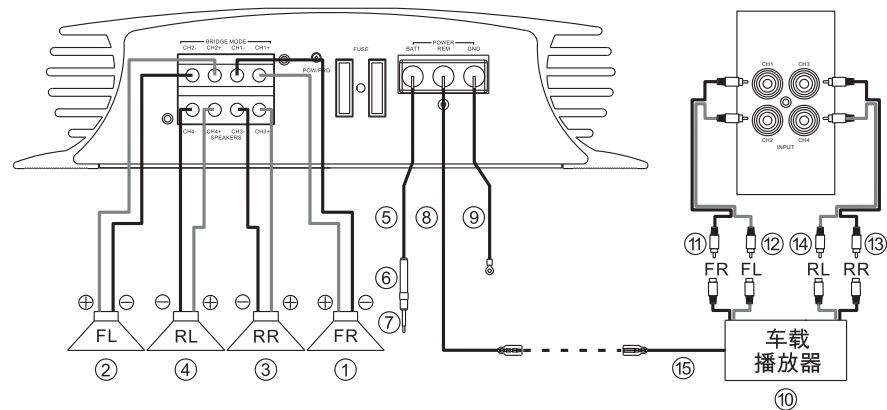 BRIDGE MODE
CH2- CH2+ CH1- CH1+
POW/PRO
FUSE
POWER
BATT REM GND
CH4- CH4+ CH3- CH3+
SPEAKERS
CH1 CH3
CH2 CH4
INPUT
⑤ ⑧ ⑨
⑥
⑦
⑪ ⑫ ⑭ ⑬
FR FL RL RR
⊕ ⊖ ⊖ ⊕ ⊖ ⊕ ⊕ ⊖
FL RL RR FR
② ④ ③ ①
车载
播放器
⑮
⑩